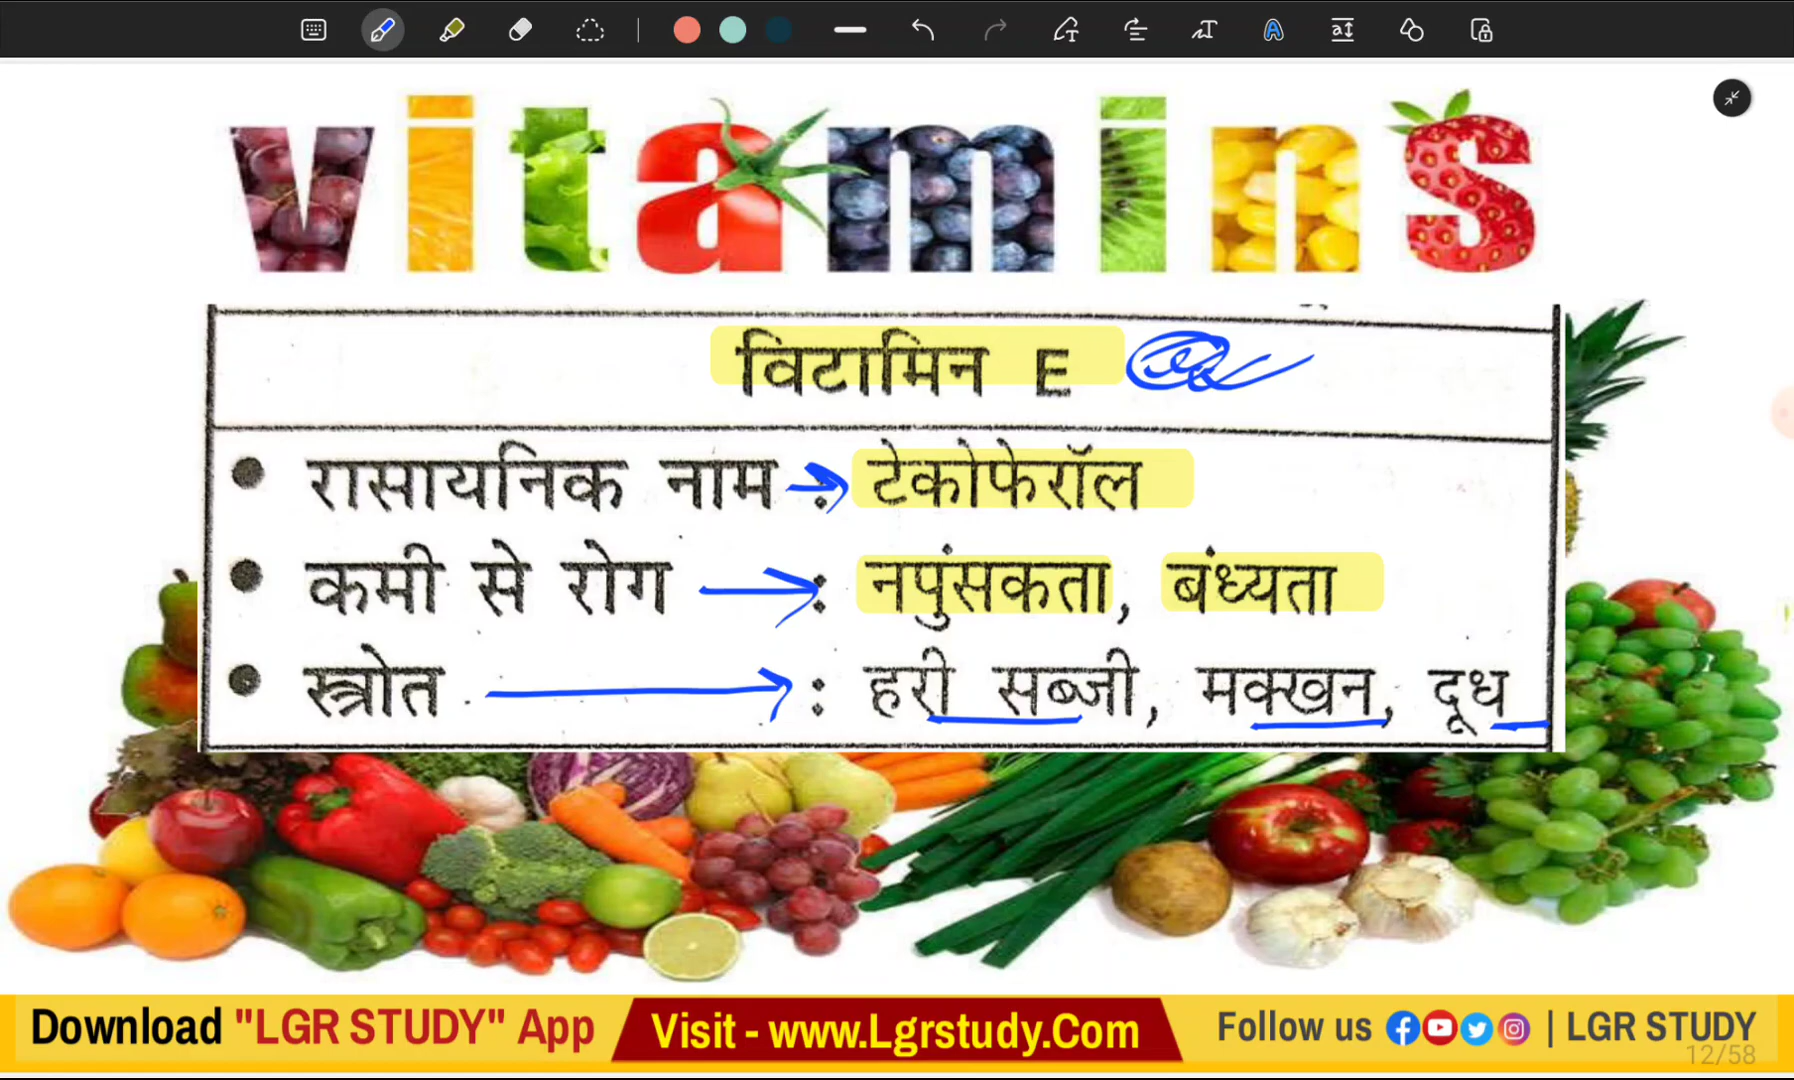 vitamins
विटामिन E
• रासायनिक नाम : टेकोफेरॉल
• कमी से रोग : नपुंसकता, बंध्यता
• स्त्रोत : हरी सब्जी, मक्खन, दूध
Download "LGR STUDY" App Visit - www.Lgrstudy.Com Follow us | LGR STUDY
12/58